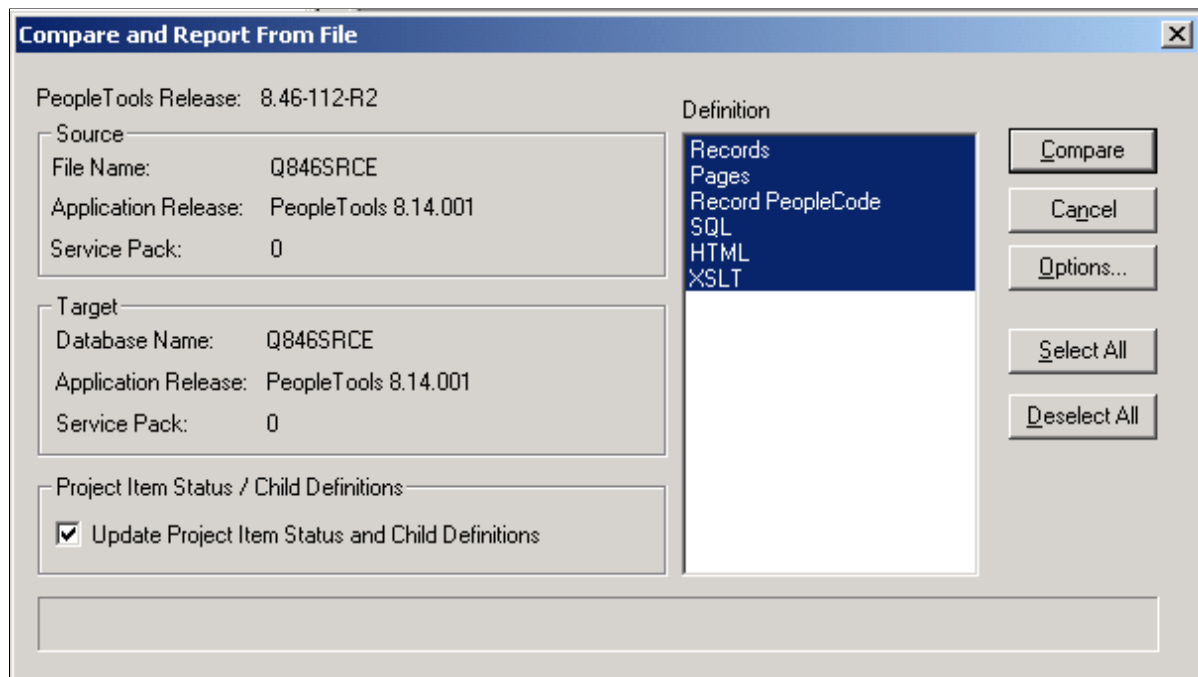 Compare and Report From File
PeopleTools Release: 8.46-112-R2
Source
File Name: Q846SRCE
Application Release: PeopleTools 8.14.001
Service Pack: 0
Target
Database Name: Q846SRCE
Application Release: PeopleTools 8.14.001
Service Pack: 0
Project Item Status / Child Definitions
Update Project Item Status and Child Definitions
Definition
Records
Pages
Record PeopleCode
SQL
HTML
XSLT
Compare
Cancel
Options...
Select All
Deselect All